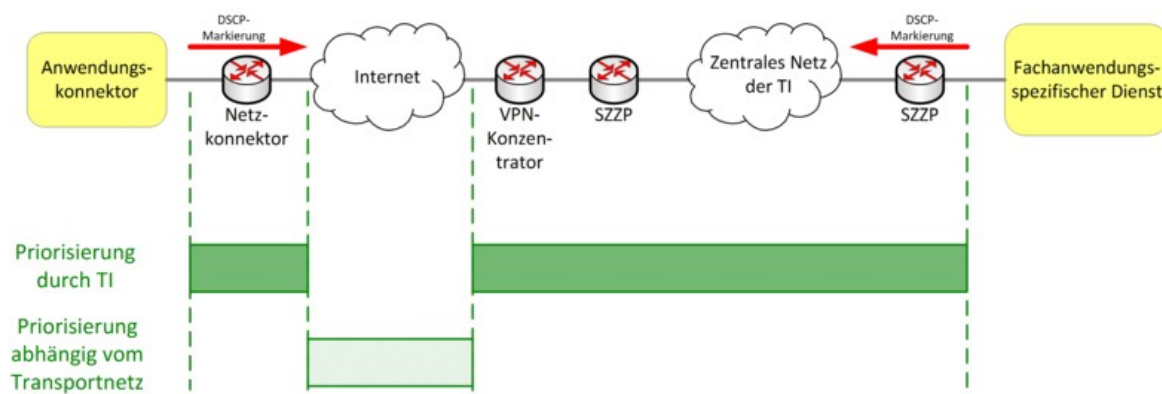 DSCP-
Markierung
DSCP-
Markierung
Anwendungs-
konnektor
Internet
Zentrales Netz
der TI
Fachanwendungs-
spezifischer Dienst
Netz-
konnektor
VPN-
Konzen-
trator
SZZP
SZZP
Priorisierung
durch TI
Priorisierung
abhängig vom
Transportnetz